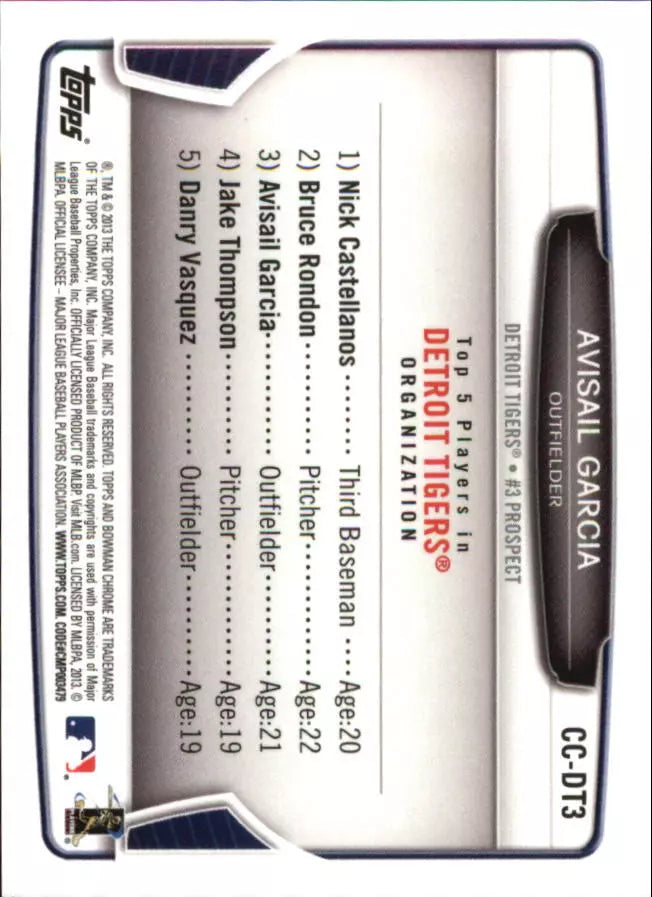 CC-DT3
AVISAIL GARCIA
OUTFIELDER
DETROIT TIGERS® • #3 PROSPECT
Top 5 Players in
DETROIT TIGERS®
ORGANIZATION
1) Nick Castellanos ........ Third Baseman .... Age:20
2) Bruce Rondon ........... Pitcher............... Age:22
3) Avisail Garcia............ Outfielder........... Age:21
4) Jake Thompson.......... Pitcher............... Age:19
5) Danry Vasquez .......... Outfielder........... Age:19
topps®
®, TM & © 2013 THE TOPPS COMPANY, INC. ALL RIGHTS RESERVED. TOPPS AND BOWMAN CHROME ARE TRADEMARKS
OF THE TOPPS COMPANY, INC. Major League Baseball trademarks and copyrights are used with permission of Major
League Baseball Properties, Inc. OFFICIALLY LICENSED PRODUCT OF MLBP. Visit MLB.com. LICENSED BY MLBPA, 2013. ©
MLBPA. OFFICIAL LICENSEE – MAJOR LEAGUE BASEBALL PLAYERS ASSOCIATION. WWW.TOPPS.COM. CODE#CMP003479